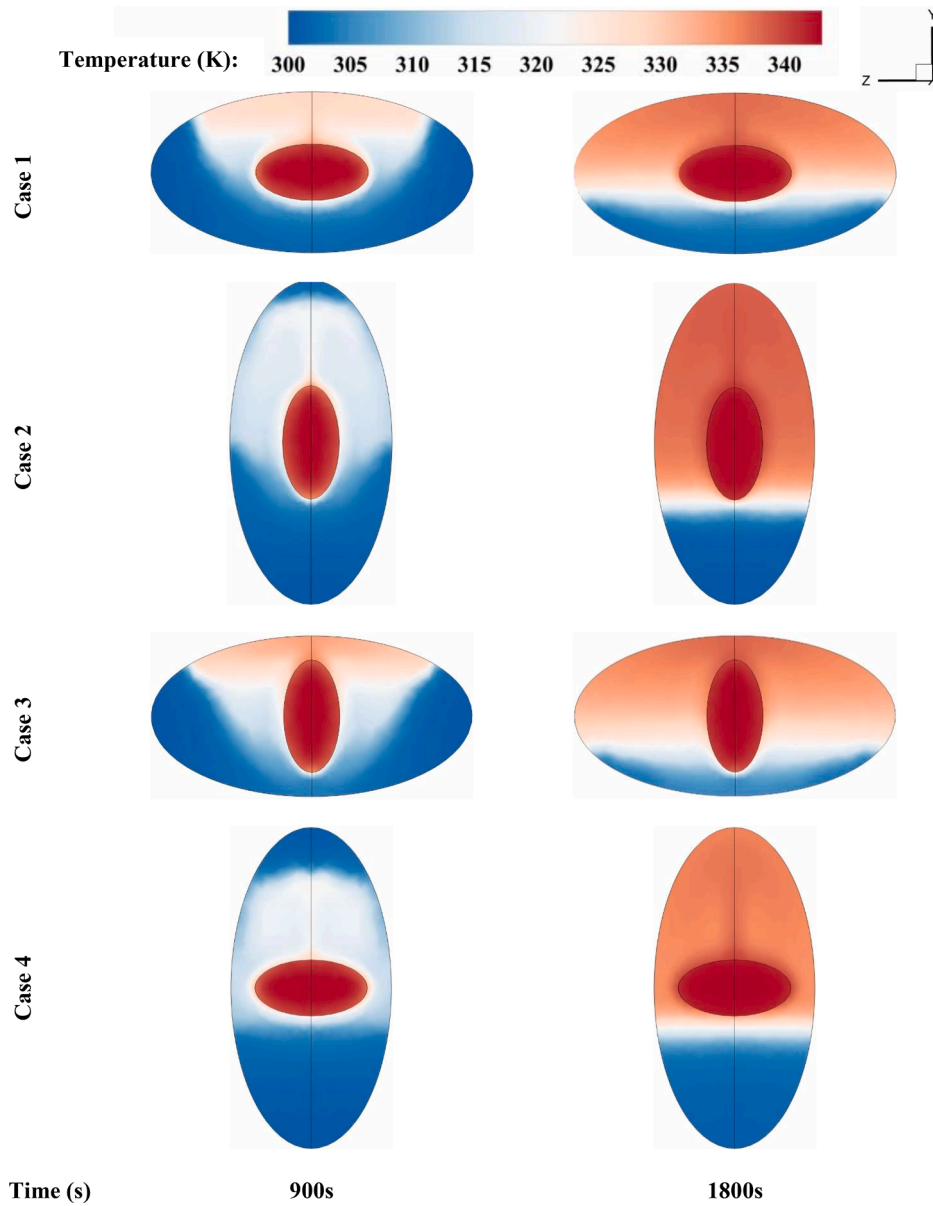 Temperature (K):
300 305 310 315 320 325 330 335 340
Y
Z
Case 1
Case 2
Case 3
Case 4
Time (s) 900s 1800s